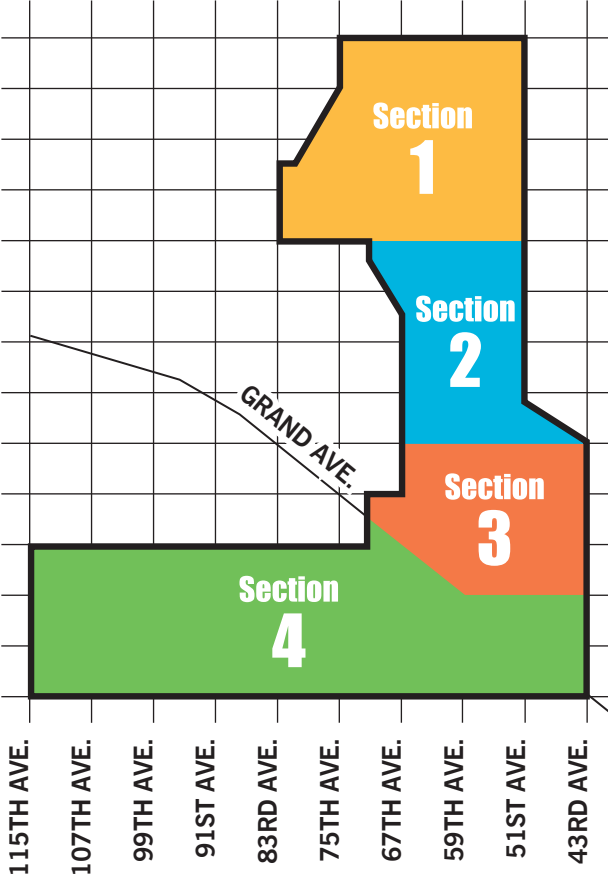 Section
1
Section
2
GRAND AVE.
Section
3
Section
4
115TH AVE.
107TH AVE.
99TH AVE.
91ST AVE.
83RD AVE.
75TH AVE.
67TH AVE.
59TH AVE.
51ST AVE.
43RD AVE.